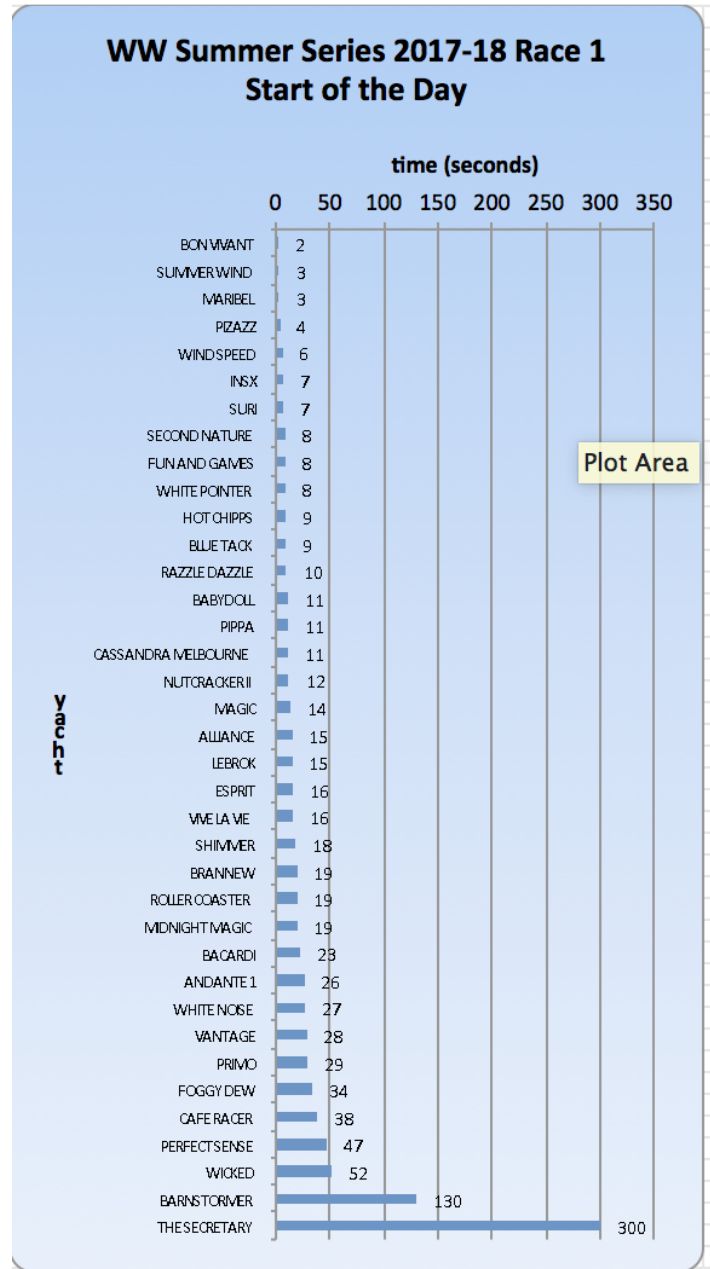 WW Summer Series 2017-18 Race 1
Start of the Day
time (seconds)
0 50 100 150 200 250 300 350
BON VIVANT 2
SUMMER WIND 3
MARIBEL 3
PIZAZZ 4
WINDSPEED 6
INSX 7
SURI 7
SECOND NATURE 8
FUN AND GAMES 8
Plot Area
WHITE POINTER 8
HOT CHIPPS 9
BLUE TACK 9
RAZZLE DAZZLE 10
BABYDOLL 11
PIPPA 11
CASSANDRA MELBOURNE 11
NUTCRACKER II 12
MAGIC 14
yacht
ALLIANCE 15
LEBROK 15
ESPRIT 16
VIVE LA VIE 16
SHIMMER 18
BRANNEW 19
ROLLER COASTER 19
MIDNIGHT MAGIC 19
BACARDI 23
ANDANTE 1 26
WHITE NOISE 27
VANTAGE 28
PRIMO 29
FOGGY DEW 34
CAFE RACER 38
PERFECT SENSE 47
WICKED 52
BARNSTORMER 130
THE SECRETARY 300